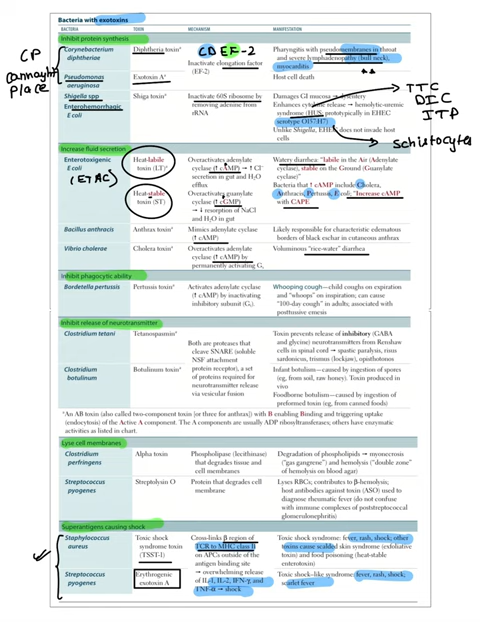 Bacteria with exotoxins
BACTERIA TOXIN MECHANISM MANIFESTATION
Inhibit protein synthesis
Corynebacterium diphtheriae
Diphtheria toxinᵃ
CD EF-2
Inactivate elongation factor
(EF-2)
Pharyngitis with pseudomembranes in throat
and severe lymphadenopathy (bull neck),
myocarditis
Pseudomonas
aeruginosa
Exotoxin Aᵃ
Host cell death
Shigella spp
Enterohemorrhagic
E coli
Shiga toxinᵃ
Inactivate 60S ribosome by
removing adenine from
rRNA
Damages GI mucosa → dysentery
Enhances cytokine release → hemolytic-uremic
syndrome (HUS; prototypically in EHEC
serotype O157:H7)
Unlike Shigella, EHEC does not invade host
cells
CP
place
TTC
DIC
ITP
Schistocytes
Increase fluid secretion
Enterotoxigenic
E coli
(ETAC)
Heat-labile
toxin (LT)ᵃ
Overactivates adenylate
cyclase (↑ cAMP) → ↑ Cl⁻
secretion in gut and H2O
efflux
Heat-stable
toxin (ST)
Overactivates guanylate
cyclase (↑ cGMP)
→ ↓ resorption of NaCl
and H2O in gut
Watery diarrhea: "labile in the Air (Adenylate
cyclase), stable on the Ground (Guanylate
cyclase)"
Bacteria that ↑ cAMP include Cholera,
Anthracis, Pertussis, E coli; "Increase cAMP
with CAPE"
Bacillus anthracis
Anthrax toxinᵃ
Mimics adenylate cyclase
(↑ cAMP)
Likely responsible for characteristic edematous
borders of black eschar in cutaneous anthrax
Vibrio cholerae
Cholera toxinᵃ
Overactivates adenylate
cyclase (↑ cAMP) by
permanently activating Gs
Voluminous "rice-water" diarrhea
Inhibit phagocytic ability
Bordetella pertussis
Pertussis toxinᵃ
Activates adenylate cyclase
(↑ cAMP) by inactivating
inhibitory subunit (Gi).
Whooping cough—child coughs on expiration
and "whoops" on inspiration; can cause
"100-day cough" in adults; associated with
posttussive emesis
Inhibit release of neurotransmitter
Clostridium tetani
Tetanospasminᵃ
Clostridium
botulinum
Botulinum toxinᵃ
Both are proteases that
cleave SNARE (soluble
NSF attachment
protein receptor), a set
of proteins required for
neurotransmitter release
via vesicular fusion
Toxin prevents release of inhibitory (GABA
and glycine) neurotransmitters from Renshaw
cells in spinal cord → spastic paralysis, risus
sardonicus, trismus (lockjaw), opisthotonos
Infant botulism—caused by ingestion of spores
(eg, from soil, raw honey). Toxin produced in
vivo
Foodborne botulism—caused by ingestion of
preformed toxin (eg, from canned foods)
ᵃAn AB toxin (also called two-component toxin [or three for anthrax]) with B enabling Binding and triggering uptake
(endocytosis) of the Active A component. The A components are usually ADP ribosyltransferases; others have enzymatic
activities as listed in chart.
Lyse cell membranes
Clostridium
perfringens
Alpha toxin
Phospholipase (lecithinase)
that degrades tissue and
cell membranes
Degradation of phospholipids → myonecrosis
("gas gangrene") and hemolysis ("double zone"
of hemolysis on blood agar)
Streptococcus
pyogenes
Streptolysin O
Protein that degrades cell
membrane
Lyses RBCs; contributes to β-hemolysis;
host antibodies against toxin (ASO) used to
diagnose rheumatic fever (do not confuse
with immune complexes of poststreptococcal
glomerulonephritis)
Superantigens causing shock
Staphylococcus
aureus
Toxic shock
syndrome toxin
(TSST-1)
Streptococcus
pyogenes
Erythrogenic
exotoxin A
Cross-links β region of
TCR to MHC class II
on APCs outside of the
antigen binding site
→ overwhelming release
of IL-1, IL-2, IFN-γ, and
TNF-α → shock
Toxic shock syndrome: fever, rash, shock; other
toxins cause scalded skin syndrome (exfoliative
toxin) and food poisoning (heat-stable
enterotoxin)
Toxic shock–like syndrome: fever, rash, shock;
scarlet fever